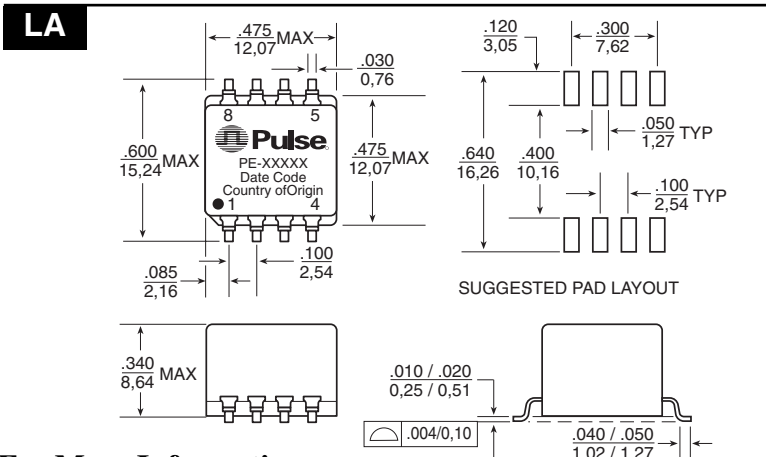 LA
.475
12,07 MAX
.030
0,76
8 5
Pulse
PE-XXXXX
Date Code
Country ofOrigin
1 4
.600
15,24 MAX
.475
12,07 MAX
.100
2,54
.085
2,16
.120
3,05
.300
7,62
.050
1,27 TYP
.640
16,26
.400
10,16
.100
2,54 TYP
SUGGESTED PAD LAYOUT
.340
8,64 MAX
.010 / .020
0,25 / 0,51
.004/0,10
.040 / .050
1,02 / 1,27
For More Information